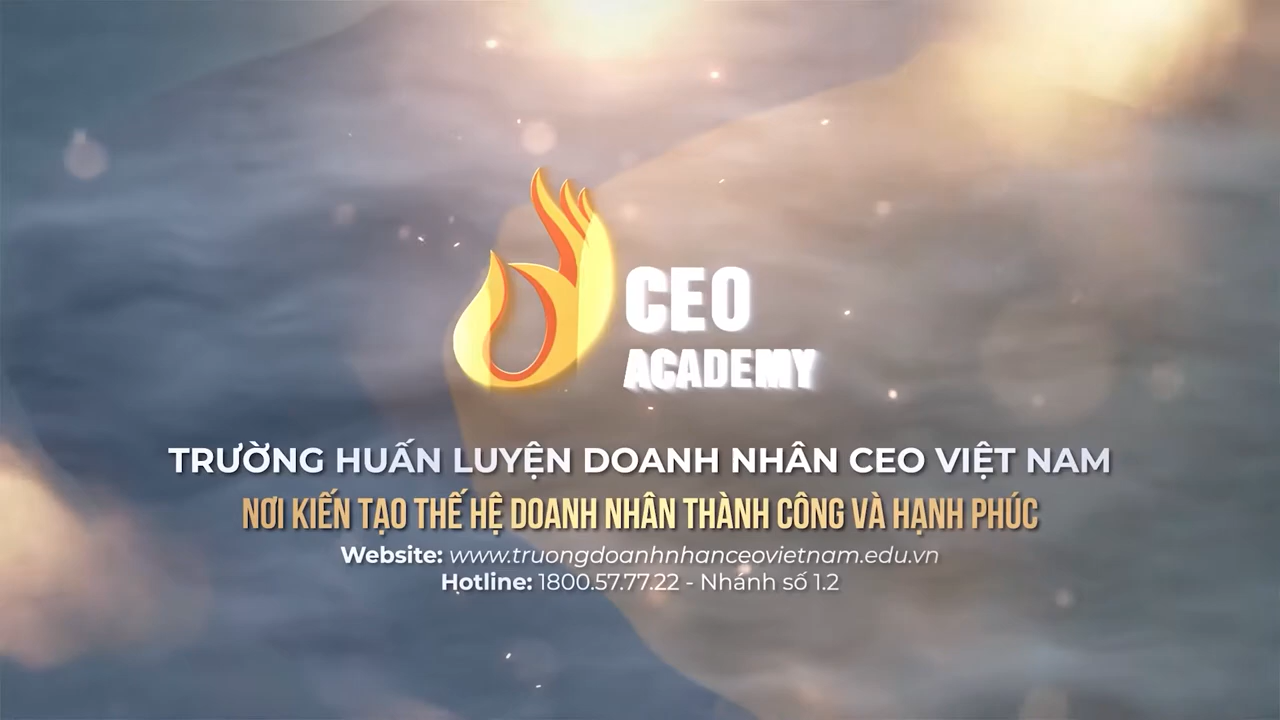 CEO
ACADEMY
TRƯỜNG HUẤN LUYỆN DOANH NHÂN CEO VIỆT NAM
NƠI KIẾN TẠO THẾ HỆ DOANH NHÂN THÀNH CÔNG VÀ HẠNH PHÚC
Website: www.truongdoanhnhanceovietnam.edu.vn
Hotline: 1800.57.77.22 - Nhánh số 1.2